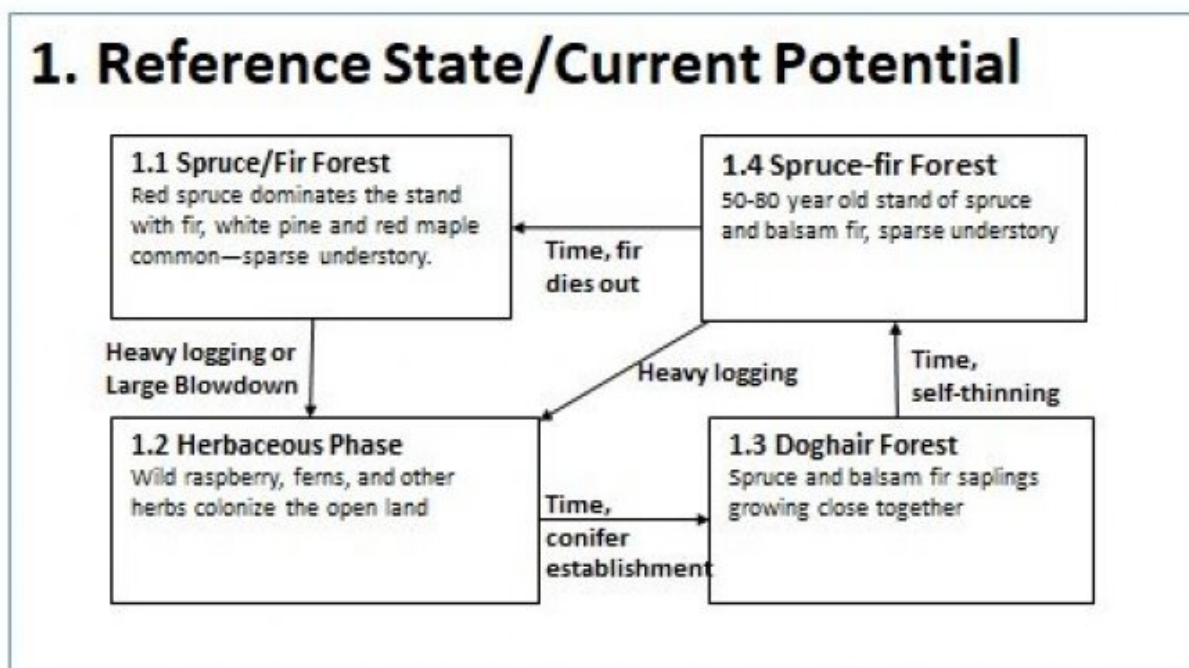 1. Reference State/Current Potential
1.1 Spruce/Fir Forest
Red spruce dominates the stand
with fir, white pine and red maple
common—sparse understory.
1.4 Spruce-fir Forest
50-80 year old stand of spruce
and balsam fir, sparse understory
Time, fir
dies out
Heavy logging or
Large Blowdown
Heavy logging
Time,
self-thinning
1.2 Herbaceous Phase
Wild raspberry, ferns, and other
herbs colonize the open land
Time,
conifer
establishment
1.3 Doghair Forest
Spruce and balsam fir saplings
growing close together